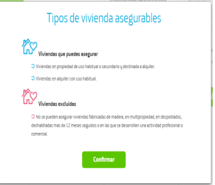 Tipos de vivienda asegurables
Viviendas que puedes asegurar
Viviendas en propiedad de uso habitual o secundario y destinada a alquiler.
Viviendas en alquiler con uso habitual.
Viviendas excluidas
No se pueden asegurar viviendas fabricadas de madera, en multipropiedad, en despoblados,
deshabitadas más de 12 meses seguidos o en las que se desarrollen una actividad profesional o
comercial.
Confirmar